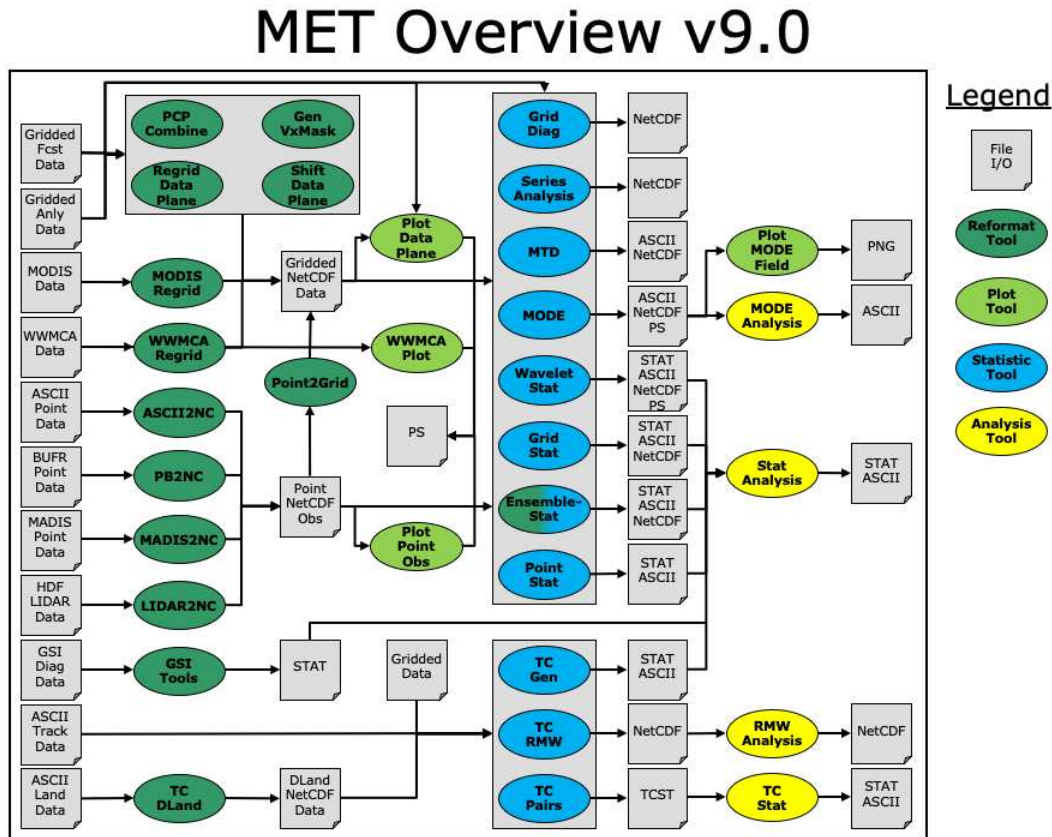 MET Overview v9.0
Legend
File
I/O
Reformat
Tool
Plot
Tool
Statistic
Tool
Analysis
Tool
Gridded
Fcst
Data
Gridded
Anly
Data
MODIS
Data
WWMCA
Data
ASCII
Point
Data
BUFR
Point
Data
MADIS
Point
Data
HDF
LIDAR
Data
GSI
Diag
Data
ASCII
Track
Data
ASCII
Land
Data
PCP
Combine
Gen
VxMask
Regrid
Data
Plane
Shift
Data
Plane
MODIS
Regrid
WWMCA
Regrid
ASCII2NC
PB2NC
MADIS2NC
LIDAR2NC
GSI
Tools
TC
DLand
Gridded
NetCDF
Data
Point2Grid
Point
NetCDF
Obs
STAT
DLand
NetCDF
Data
Plot
Data
Plane
WWMCA
Plot
PS
Plot
Point
Obs
Gridded
Data
Grid
Diag
Series
Analysis
MTD
MODE
Wavelet
Stat
Grid
Stat
Ensemble-
Stat
Point
Stat
TC
Gen
TC
RMW
TC
Pairs
NetCDF
NetCDF
ASCII
NetCDF
ASCII
NetCDF
PS
STAT
ASCII
NetCDF
PS
STAT
ASCII
NetCDF
STAT
ASCII
NetCDF
STAT
ASCII
STAT
ASCII
NetCDF
TCST
Plot
MODE
Field
MODE
Analysis
Stat
Analysis
RMW
Analysis
TC
Stat
PNG
ASCII
STAT
ASCII
NetCDF
STAT
ASCII